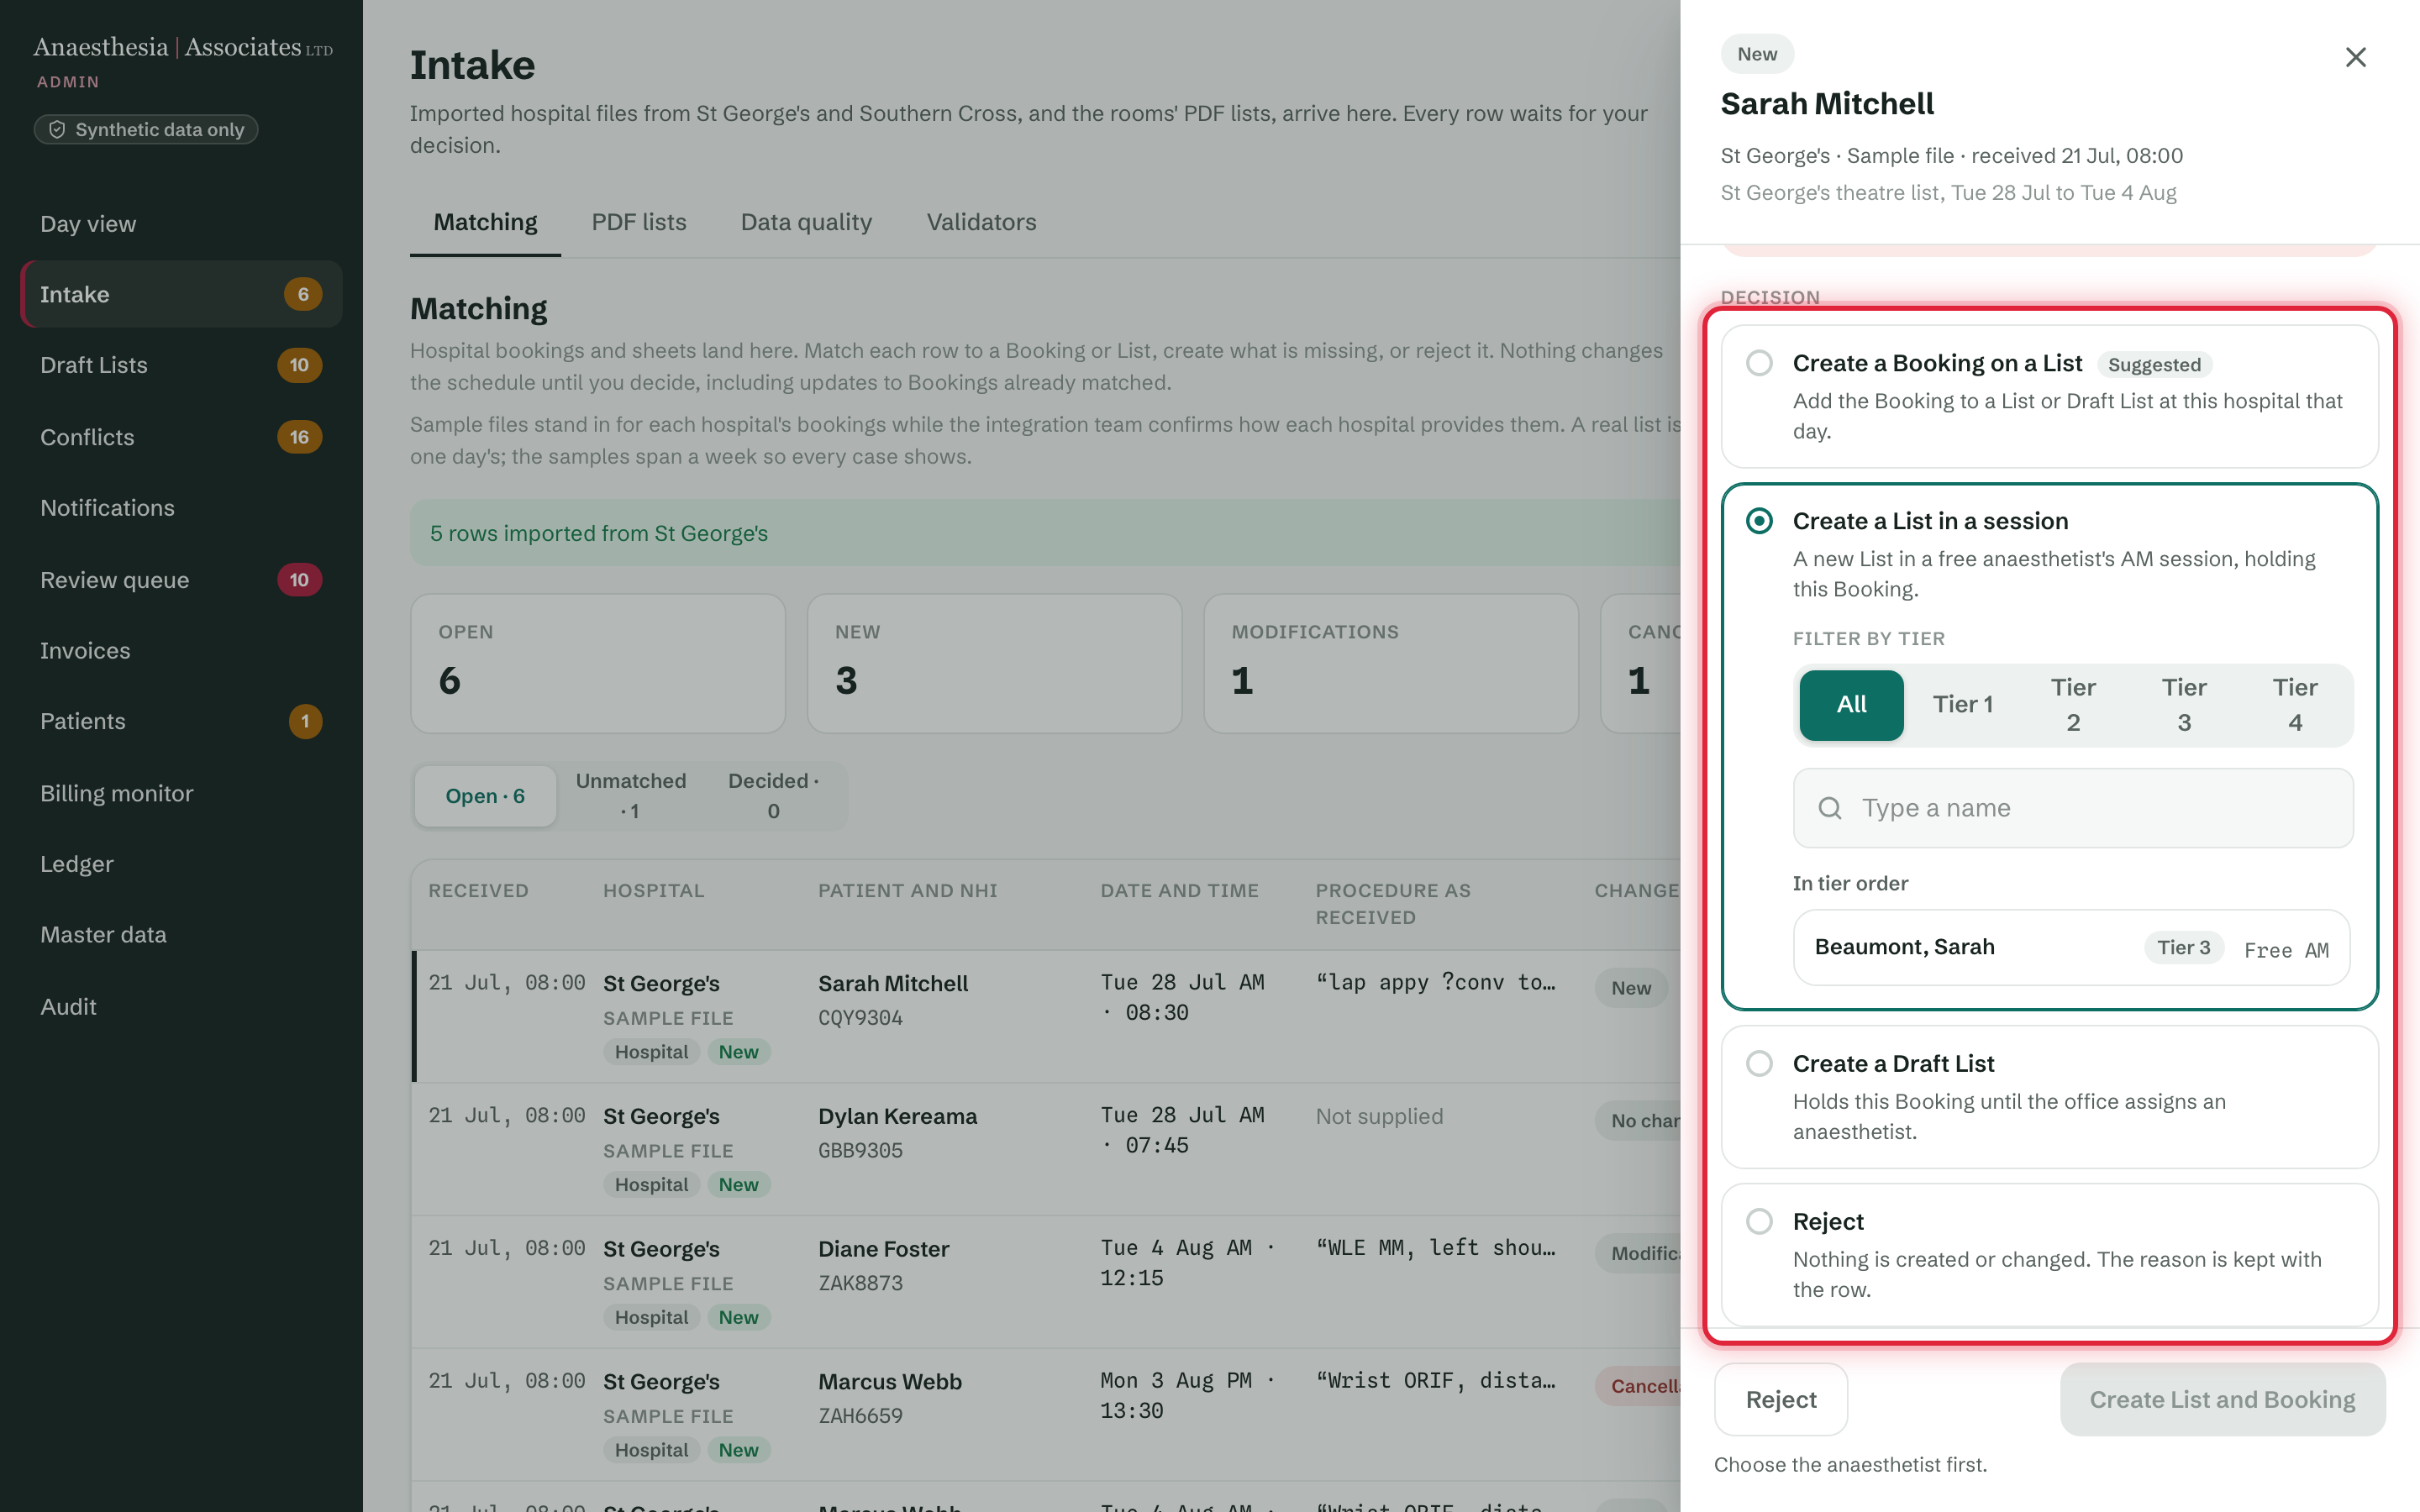 Anaesthesia | Associates LTD
ADMIN
Synthetic data only
Day view
Intake 6
Draft Lists 10
Conflicts 16
Notifications
Review queue 10
Invoices
Patients 1
Billing monitor
Ledger
Master data
Audit
Intake
Imported hospital files from St George's and Southern Cross, and the rooms' PDF lists, arrive here. Every row waits for your
decision.
Matching PDF lists Data quality Validators
Matching
Hospital bookings and sheets land here. Match each row to a Booking or List, create what is missing, or reject it. Nothing changes
the schedule until you decide, including updates to Bookings already matched.
Sample files stand in for each hospital's bookings while the integration team confirms how each hospital provides them. A real list is
one day's; the samples span a week so every case shows.
5 rows imported from St George's
OPEN
6
NEW
3
MODIFICATIONS
1
CANC
1
Open · 6
Unmatched
· 1
Decided ·
0
RECEIVED HOSPITAL PATIENT AND NHI DATE AND TIME PROCEDURE AS CHANGE
RECEIVED
21 Jul, 08:00 St George's Sarah Mitchell Tue 28 Jul AM “lap appy ?conv to… New
SAMPLE FILE CQY9304 · 08:30
Hospital New
21 Jul, 08:00 St George's Dylan Kereama Tue 28 Jul AM Not supplied No chan
SAMPLE FILE GBB9305 · 07:45
Hospital New
21 Jul, 08:00 St George's Diane Foster Tue 4 Aug AM · “WLE MM, left shou… Modifica
SAMPLE FILE ZAK8873 12:15
Hospital New
21 Jul, 08:00 St George's Marcus Webb Mon 3 Aug PM · “Wrist ORIF, dista… Cancella
SAMPLE FILE ZAH6659 13:30
Hospital New
21 Jul, 08:00 St George's Marcus Webb Tue 4 Aug AM · “Wrist ORIF, dista…
New
Sarah Mitchell
St George's · Sample file · received 21 Jul, 08:00
St George's theatre list, Tue 28 Jul to Tue 4 Aug
DECISION
Create a Booking on a List Suggested
Add the Booking to a List or Draft List at this hospital that
day.
Create a List in a session
A new List in a free anaesthetist's AM session, holding
this Booking.
FILTER BY TIER
All
Tier 1
Tier
2
Tier
3
Tier
4
Type a name
In tier order
Beaumont, Sarah Tier 3 Free AM
Create a Draft List
Holds this Booking until the office assigns an
anaesthetist.
Reject
Nothing is created or changed. The reason is kept with
the row.
Reject Create List and Booking
Choose the anaesthetist first.